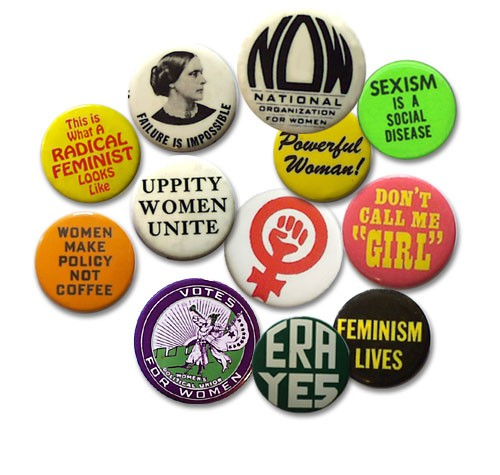 FAILURE IS IMPOSSIBLE
NOW
NATIONAL
ORGANIZATION
FOR WOMEN
SEXISM
IS A
SOCIAL
DISEASE
This is
What A
RADICAL
FEMINIST
LOOKS
Like
Powerful
Woman!
UPPITY
WOMEN
UNITE
DON'T
CALL ME
"GIRL"
WOMEN
MAKE
POLICY
NOT
COFFEE
VOTES
FOR WOMEN
WOMEN'S
POLITICAL UNION
ERA
YES
FEMINISM
LIVES